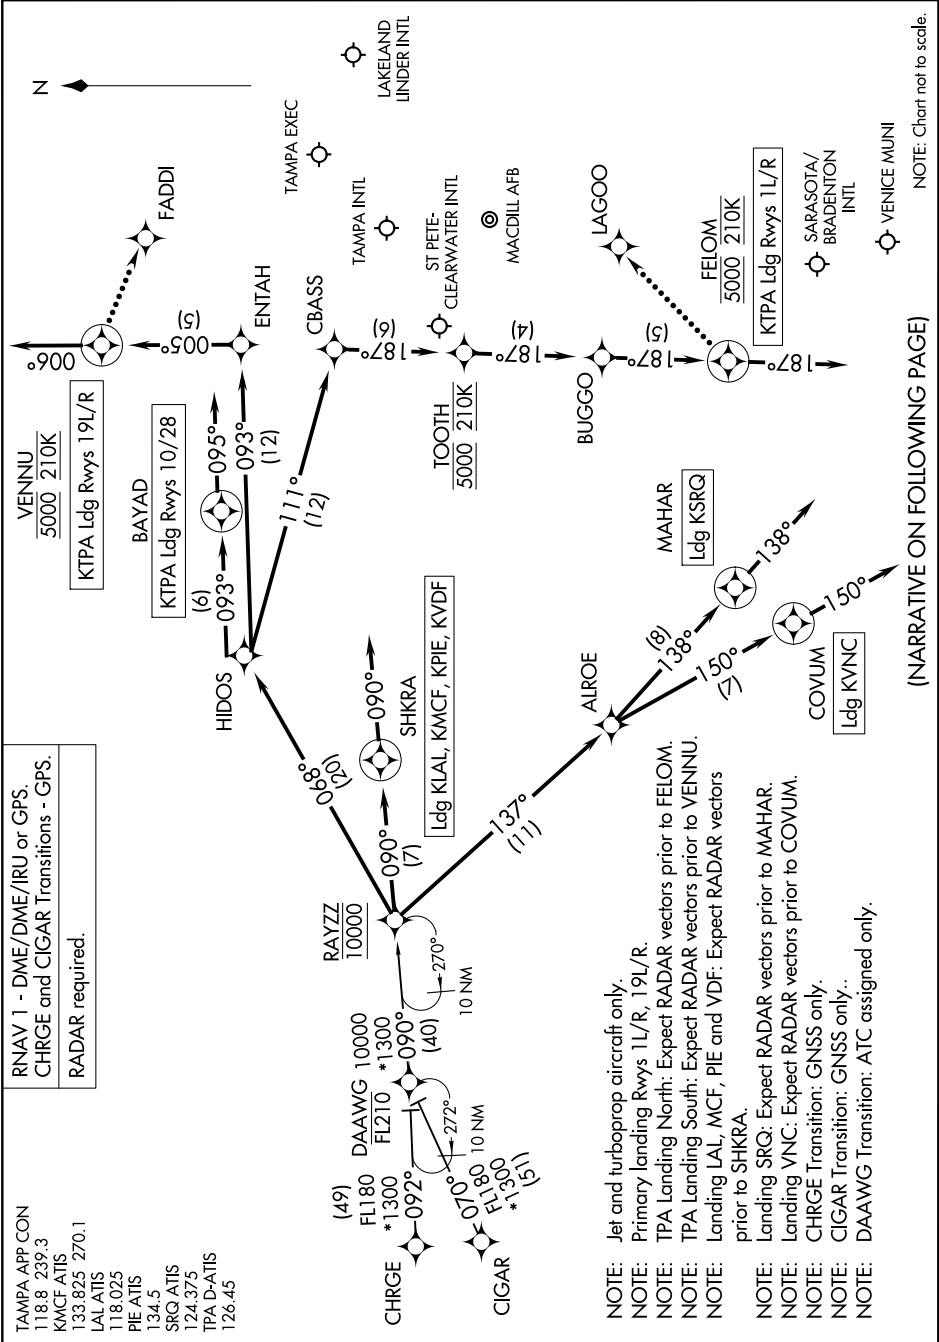 TAMPA APP CON
118.8 239.3
KMCF ATIS
133.825 270.1
LAL ATIS
118.025
PIE ATIS
134.5
SRQ ATIS
124.375
TPA D-ATIS
126.45
RNAV 1 - DME/DME/IRU or GPS.
CHRGE and CIGAR Transitions - GPS.
RADAR required.
VENNU
5000 210K
KTPA Ldg Rwys 19L/R
006°
FADDI
N
005°
(5)
ENTAH
BAYAD
KTPA Ldg Rwys 10/28
(6)
093°
095°
093°
(12)
HIDOS
111°
(12)
CBASS
TAMPA EXEC
LAKELAND
LINDER INTL
TAMPA INTL
ST PETE-
CLEARWATER INTL
MACDILL AFB
187°
(6)
TOOTH
5000 210K
187°
(4)
BUGGO
187°
(5)
LAGOO
FELOM
5000 210K
KTPA Ldg Rwys 1L/R
187°
SARASOTA/
BRADENTON
INTL
VENICE MUNI
068°
(20)
RAYZZ
10000
090°
(7)
SHKRA
090°
Ldg KLAL, KMCF, KPIE, KVDF
137°
(11)
ALROE
(8)
138°
MAHAR
Ldg KSRQ
138°
150°
(7)
COVUM
Ldg KVNC
150°
270°
10 NM
10000
*1300
090°
(40)
DAAWG
FL210
272°
10 NM
(49)
FL180
*1300
092°
CHRGE
070°
FL180
*1300
(51)
CIGAR
NOTE: Jet and turboprop aircraft only.
NOTE: Primary landing Rwys 1L/R, 19L/R.
NOTE: TPA Landing North: Expect RADAR vectors prior to FELOM.
NOTE: TPA Landing South: Expect RADAR vectors prior to VENNU.
NOTE: Landing LAL, MCF, PIE and VDF: Expect RADAR vectors
prior to SHKRA.
NOTE: Landing SRQ: Expect RADAR vectors prior to MAHAR.
NOTE: Landing VNC: Expect RADAR vectors prior to COVUM.
NOTE: CHRGE Transition: GNSS only.
NOTE: CIGAR Transition: GNSS only..
NOTE: DAAWG Transition: ATC assigned only.
(NARRATIVE ON FOLLOWING PAGE)
NOTE: Chart not to scale.